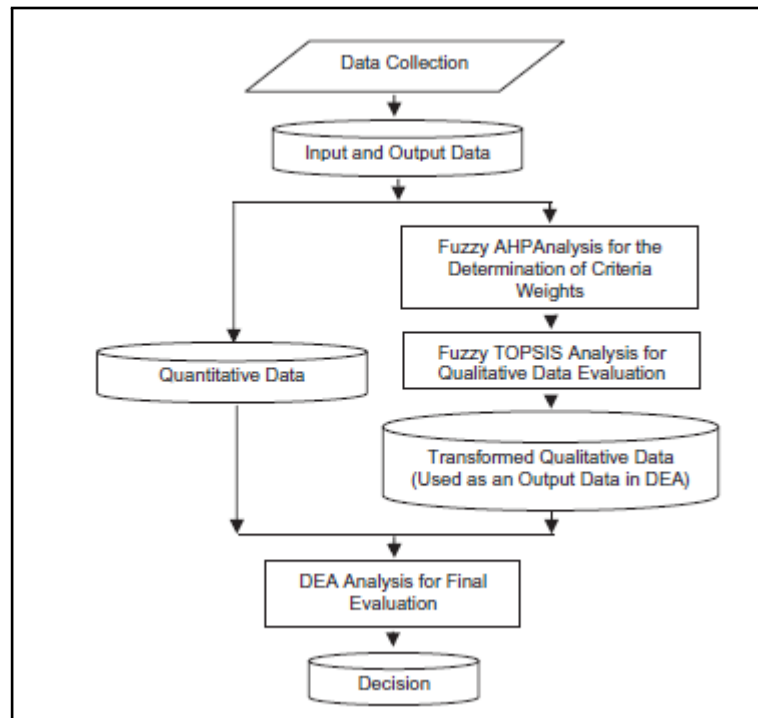 Data Collection
Input and Output Data
Fuzzy AHPAnalysis for the
Determination of Criteria
Weights
Fuzzy TOPSIS Analysis for
Qualitative Data Evaluation
Quantitative Data
Transformed Qualitative Data
(Used as an Output Data in DEA)
DEA Analysis for Final
Evaluation
Decision